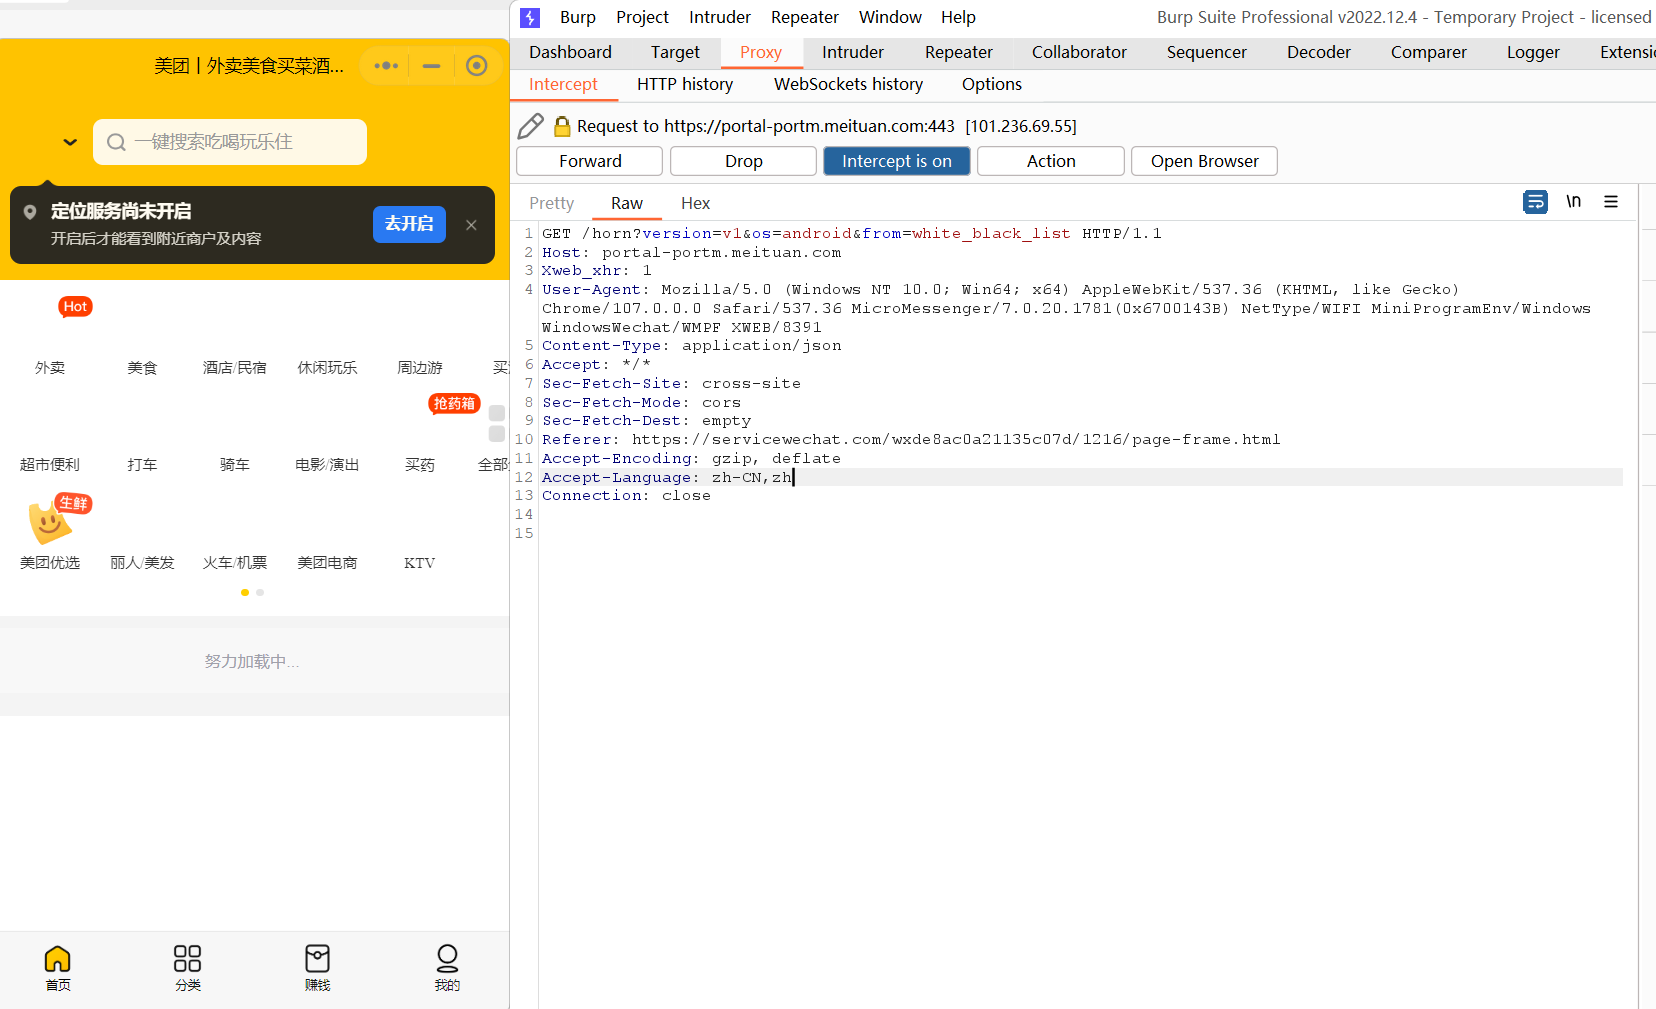 美团丨外卖美食买菜酒...
一键搜索吃喝玩乐住
定位服务尚未开启
开启后才能看到附近商户及内容
去开启
Hot
外卖 美食 酒店/民宿 休闲玩乐 周边游
抢药箱
超市便利 打车 骑车 电影/演出 买药 全部
生鲜
美团优选 丽人/美发 火车/机票 美团电商 KTV
努力加载中...
首页 分类 赚钱 我的
Burp Project Intruder Repeater Window Help
Burp Suite Professional v2022.12.4 - Temporary Project - licensed
Dashboard Target Proxy Intruder Repeater Collaborator Sequencer Decoder Comparer Logger Extensi
Intercept HTTP history WebSockets history Options
Request to https://portal-portm.meituan.com:443 [101.236.69.55]
Forward Drop Intercept is on Action Open Browser
Pretty Raw Hex \n
1 GET /horn?version=v1&os=android&from=white_black_list HTTP/1.1
2 Host: portal-portm.meituan.com
3 Xweb_xhr: 1
4 User-Agent: Mozilla/5.0 (Windows NT 10.0; Win64; x64) AppleWebKit/537.36 (KHTML, like Gecko)
Chrome/107.0.0.0 Safari/537.36 MicroMessenger/7.0.20.1781(0x6700143B) NetType/WIFI MiniProgramEnv/Windows
WindowsWechat/WMPF XWEB/8391
5 Content-Type: application/json
6 Accept: */*
7 Sec-Fetch-Site: cross-site
8 Sec-Fetch-Mode: cors
9 Sec-Fetch-Dest: empty
10 Referer: https://servicewechat.com/wxde8ac0a21135c07d/1216/page-frame.html
11 Accept-Encoding: gzip, deflate
12 Accept-Language: zh-CN,zh
13 Connection: close
14
15